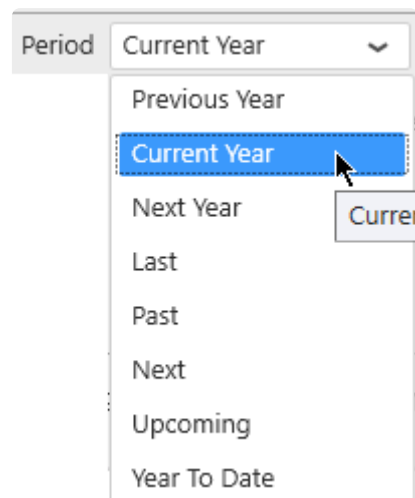 Period Current Year
Previous Year
Current Year
Next Year
Last
Past
Next
Upcoming
Year To Date